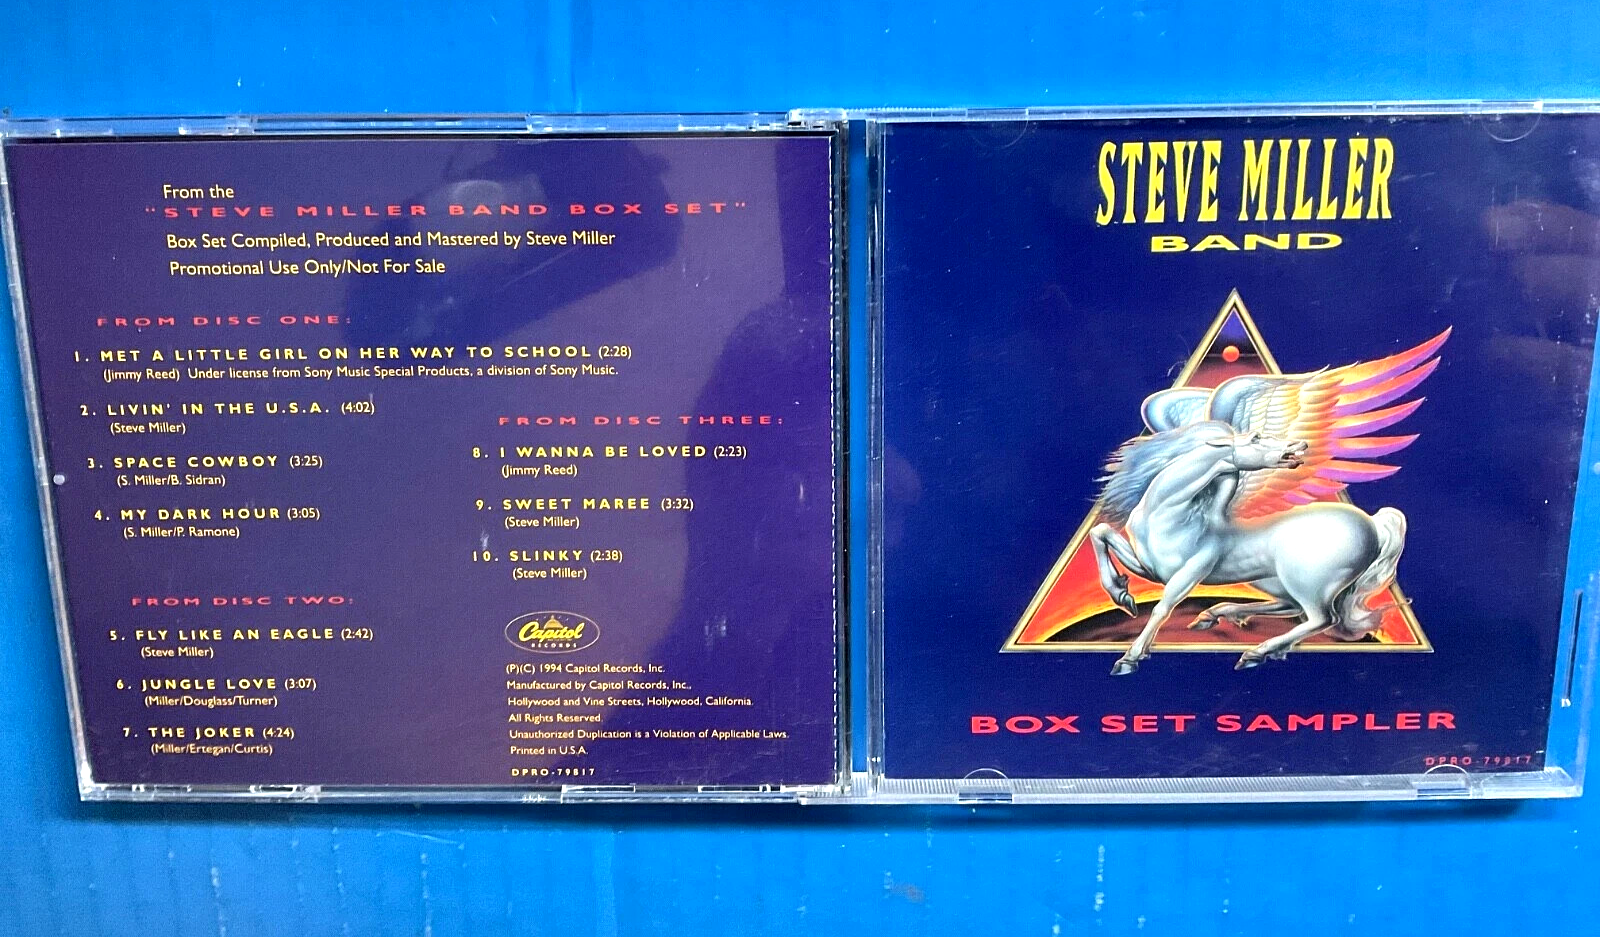 From the
"STEVE MILLER BAND BOX SET"
Box Set Compiled, Produced and Mastered by Steve Miller
Promotional Use Only/Not For Sale
FROM DISC ONE:
1. MET A LITTLE GIRL ON HER WAY TO SCHOOL (2:28)
(Jimmy Reed) Under license from Sony Music Special Products, a division of Sony Music.
2. LIVIN' IN THE U.S.A. (4:02)
(Steve Miller)
3. SPACE COWBOY (3:25)
(S. Miller/B. Sidran)
4. MY DARK HOUR (3:05)
(S. Miller/P. Ramone)
FROM DISC TWO:
5. FLY LIKE AN EAGLE (2:42)
(Steve Miller)
6. JUNGLE LOVE (3:07)
(Miller/Douglass/Turner)
7. THE JOKER (4:24)
(Miller/Ertegan/Curtis)
FROM DISC THREE:
8. I WANNA BE LOVED (2:23)
(Jimmy Reed)
9. SWEET MAREE (3:32)
(Steve Miller)
10. SLINKY (2:38)
(Steve Miller)
Capitol
RECORDS
(P)(C) 1994 Capitol Records, Inc.
Manufactured by Capitol Records, Inc.,
Hollywood and Vine Streets, Hollywood, California.
All Rights Reserved.
Unauthorized Duplication is a Violation of Applicable Laws.
Printed in U.S.A.
DPRO-79817
STEVE MILLER
BAND
BOX SET SAMPLER
DPRO-79817